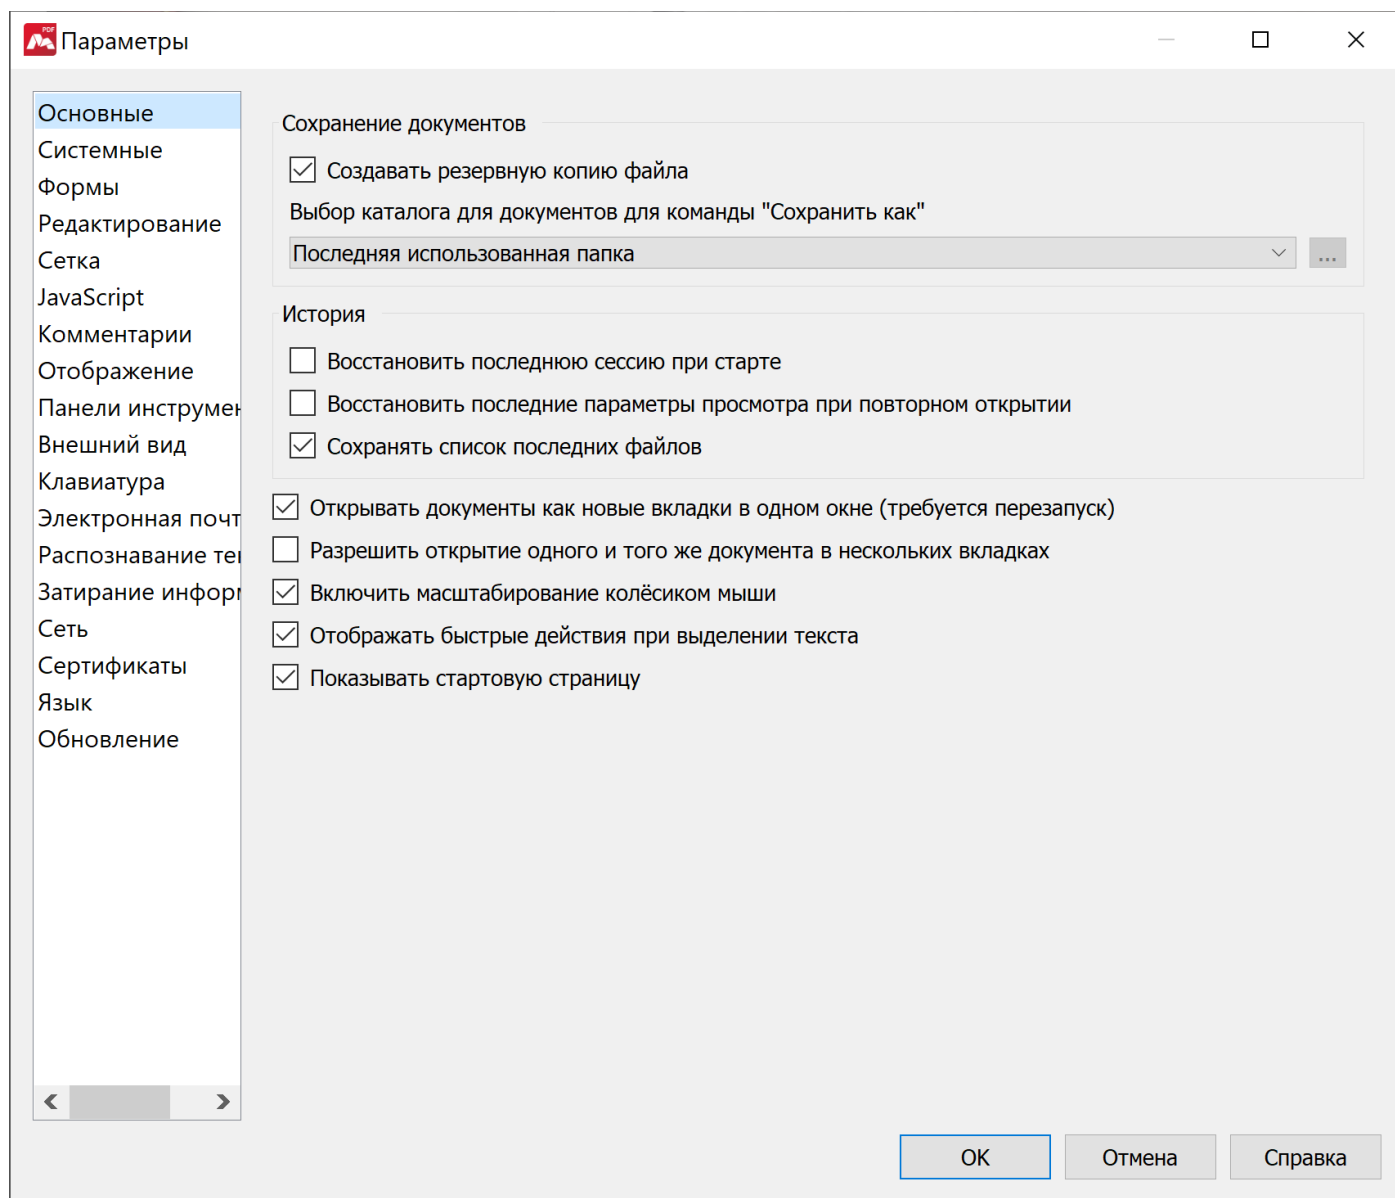 PDF
Параметры
Основные
Системные
Формы
Редактирование
Сетка
JavaScript
Комментарии
Отображение
Панели инструмен
Внешний вид
Клавиатура
Электронная почт
Распознавание те
Затирание инфор
Сеть
Сертификаты
Язык
Обновление
Сохранение документов
Создавать резервную копию файла
Выбор каталога для документов для команды "Сохранить как"
Последняя использованная папка
...
История
Восстановить последнюю сессию при старте
Восстановить последние параметры просмотра при повторном открытии
Сохранять список последних файлов
Открывать документы как новые вкладки в одном окне (требуется перезапуск)
Разрешить открытие одного и того же документа в нескольких вкладках
Включить масштабирование колёсиком мыши
Отображать быстрые действия при выделении текста
Показывать стартовую страницу
OK
Отмена
Справка